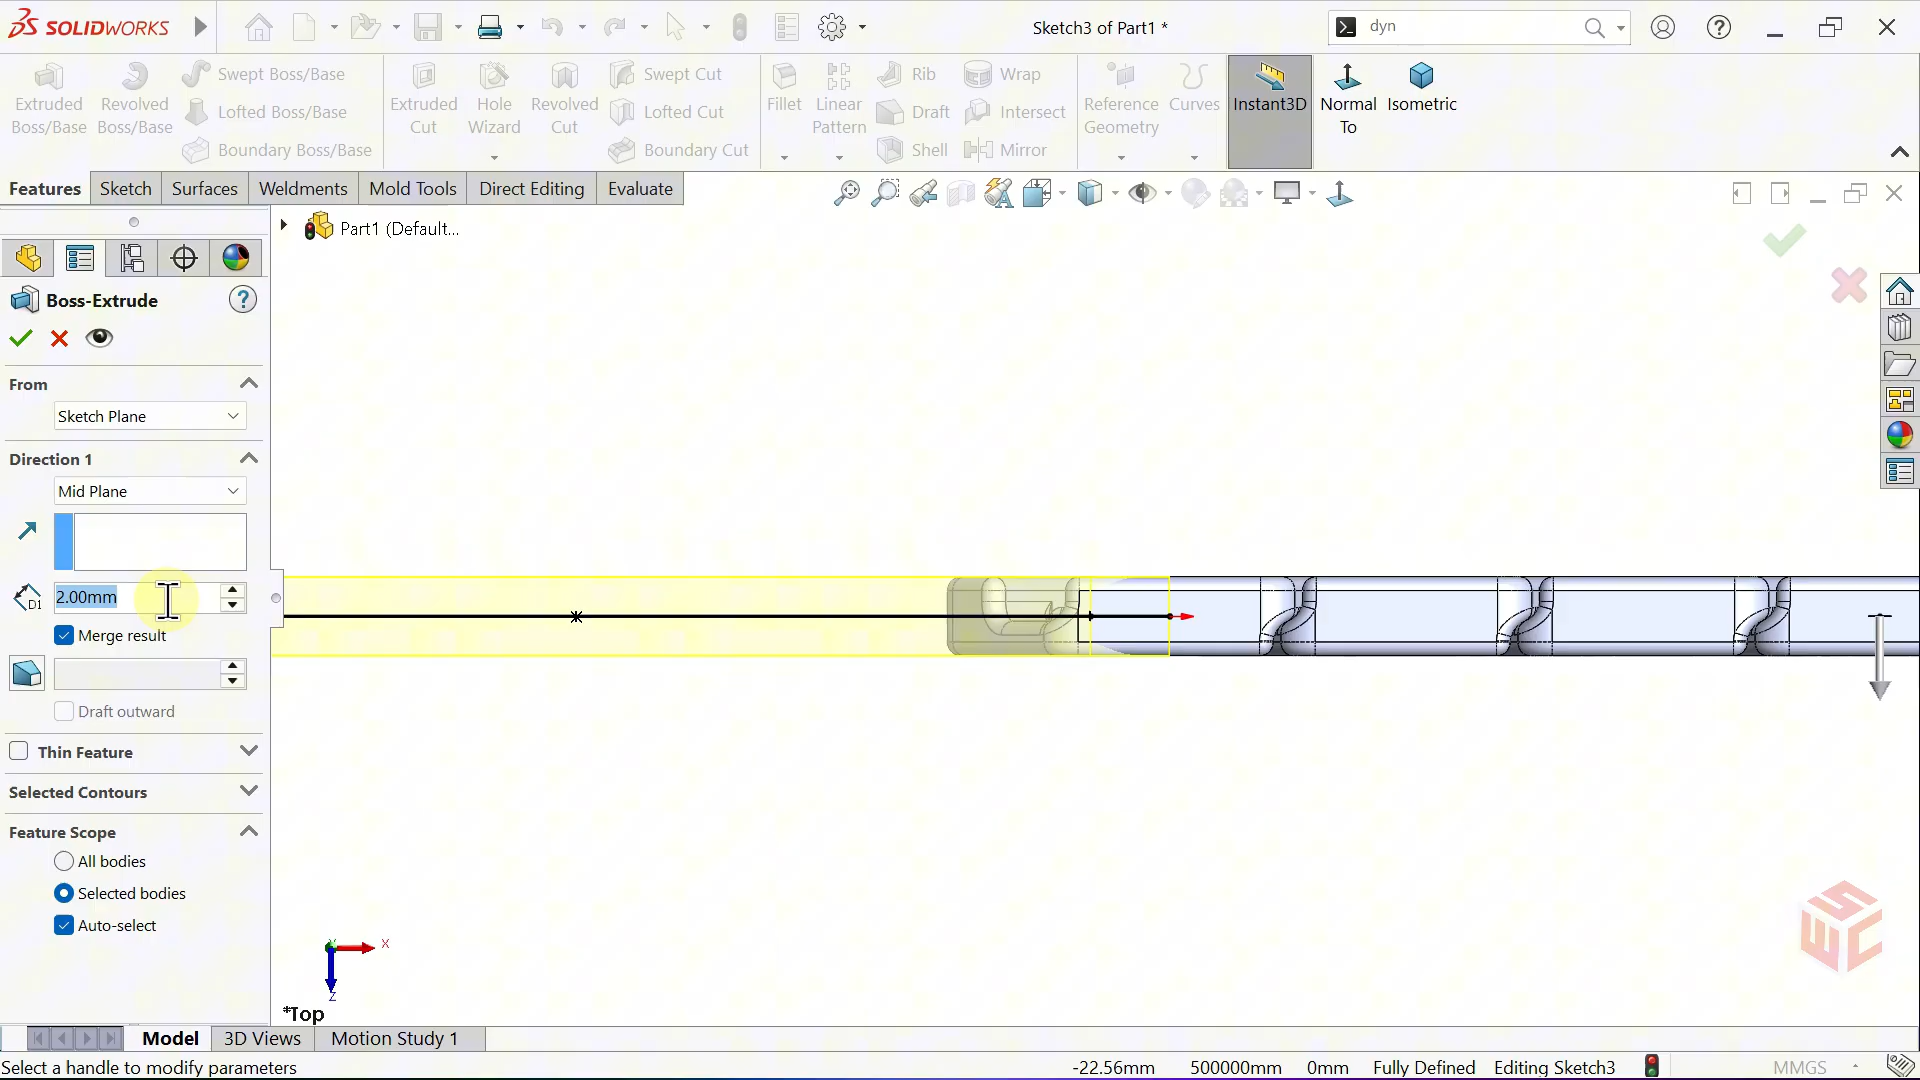 SOLIDWORKS
Sketch3 of Part1 *
dyn
Extruded Boss/Base
Revolved Boss/Base
Swept Boss/Base
Lofted Boss/Base
Boundary Boss/Base
Extruded Cut
Hole Wizard
Revolved Cut
Swept Cut
Lofted Cut
Boundary Cut
Fillet
Linear Pattern
Rib
Draft
Shell
Wrap
Intersect
Mirror
Reference Geometry
Curves
Instant3D
Normal To
Isometric
Features
Sketch
Surfaces
Weldments
Mold Tools
Direct Editing
Evaluate
Part1 (Default...
Boss-Extrude
From
Sketch Plane
Direction 1
Mid Plane
D1
2.00mm
Merge result
Draft outward
Thin Feature
Selected Contours
Feature Scope
All bodies
Selected bodies
Auto-select
Y
X
Z
*Top
SWC
Model
3D Views
Motion Study 1
Select a handle to modify parameters
-22.56mm
500000mm
0mm
Fully Defined
Editing Sketch3
MMGS